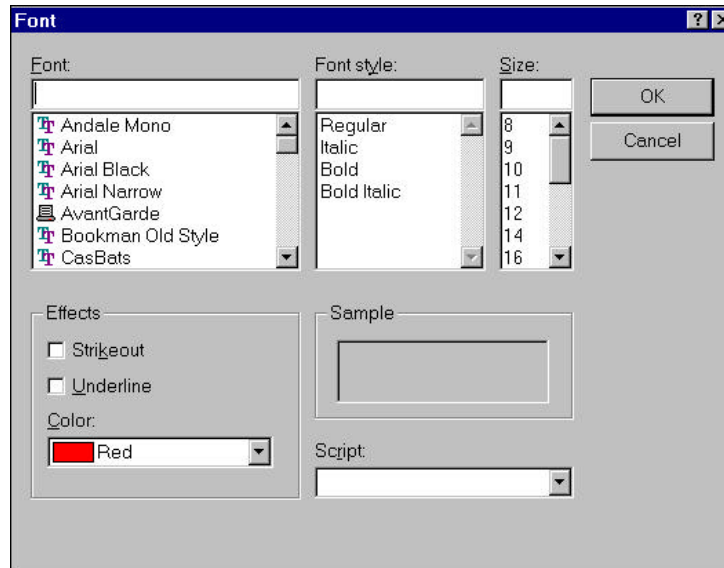 Font
Font:
Andale Mono
Arial
Arial Black
Arial Narrow
AvantGarde
Bookman Old Style
CasBats
Font style:
Regular
Italic
Bold
Bold Italic
Size:
8
9
10
11
12
14
16
OK
Cancel
Effects
Strikeout
Underline
Color:
Red
Sample
Script: